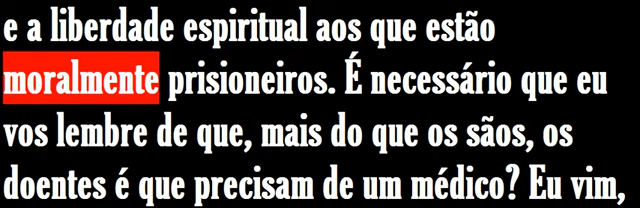 e a liberdade espiritual aos que estão
moralmente prisioneiros. É necessário que eu
vos lembre de que, mais do que os sãos, os
doentes é que precisam de um médico? Eu vim,